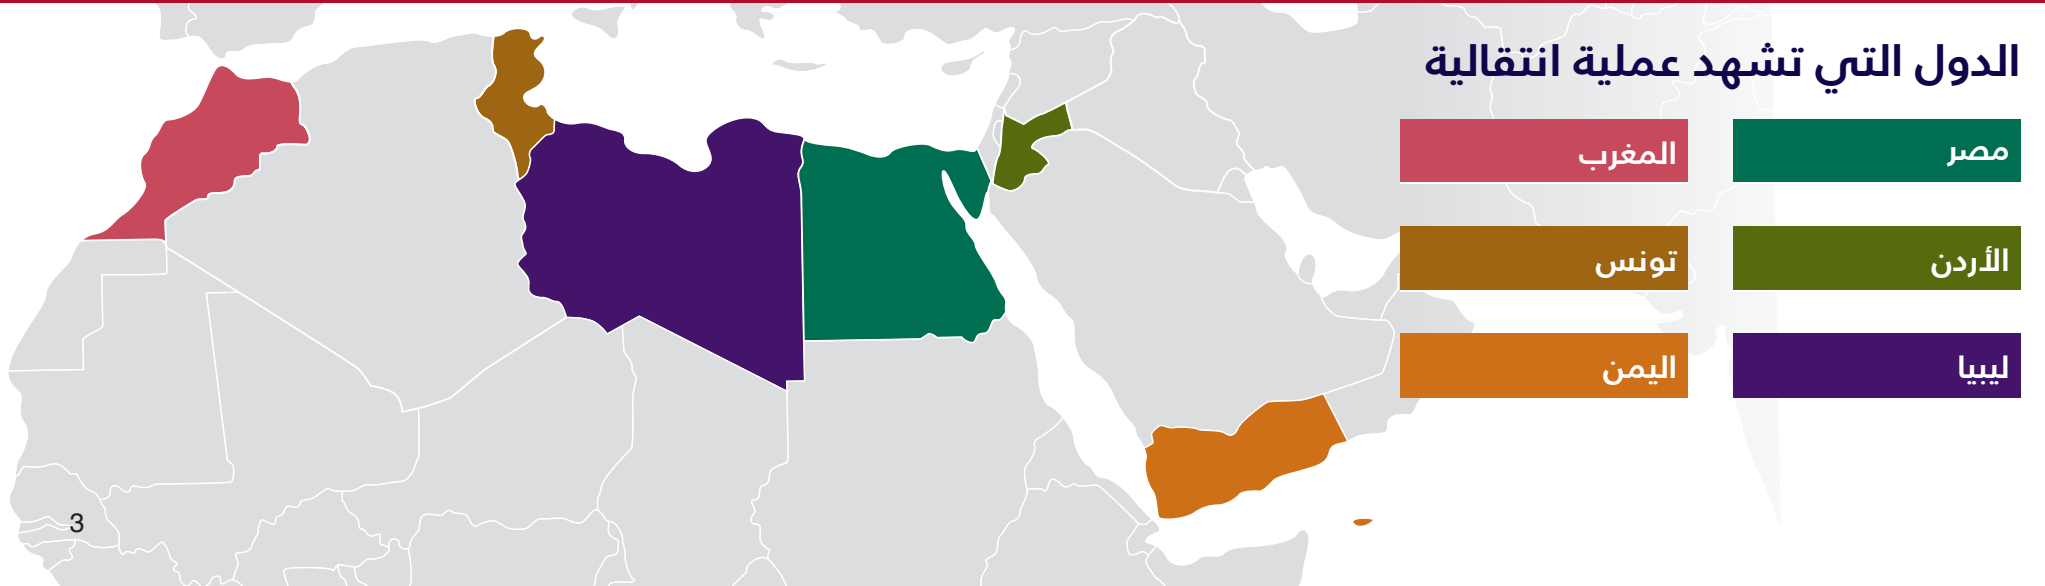 الدول التي تشهد عملية انتقالية
مصر
المغرب
الأردن
تونس
ليبيا
اليمن
3